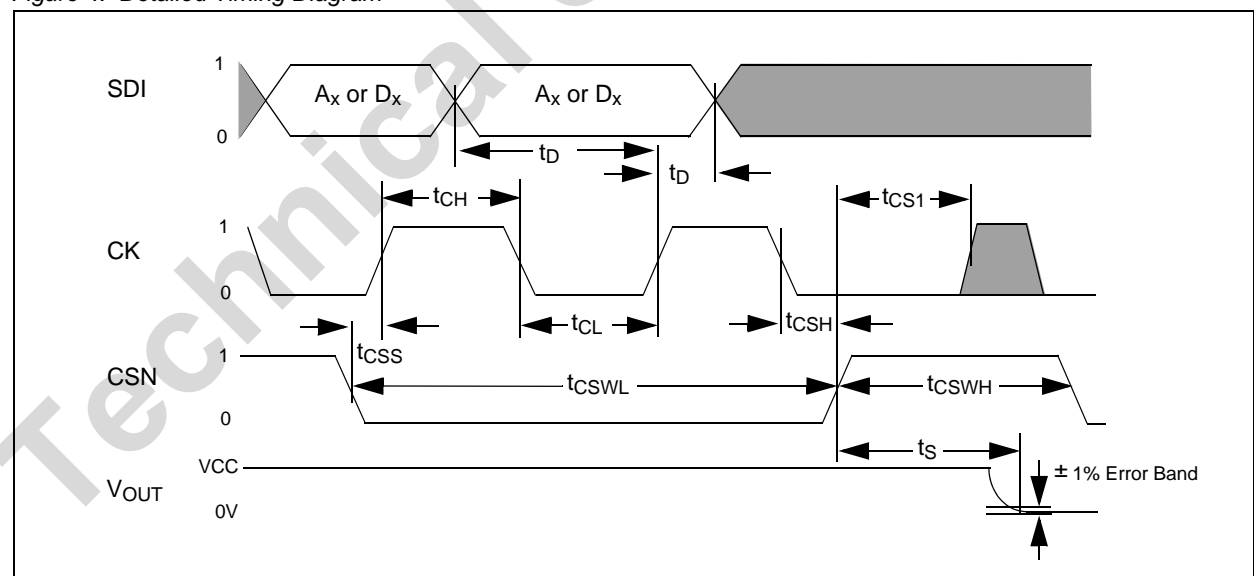 Figure 4. Detailed Timing Diagram
1
SDI
Ax or Dx
Ax or Dx
0
tD
tD
tCH
tCS1
1
CK
0
tCSS
tCL
tCSH
1
CSN
tCSWL
tCSWH
0
tS
VCC
± 1% Error Band
VOUT
0V
Technical